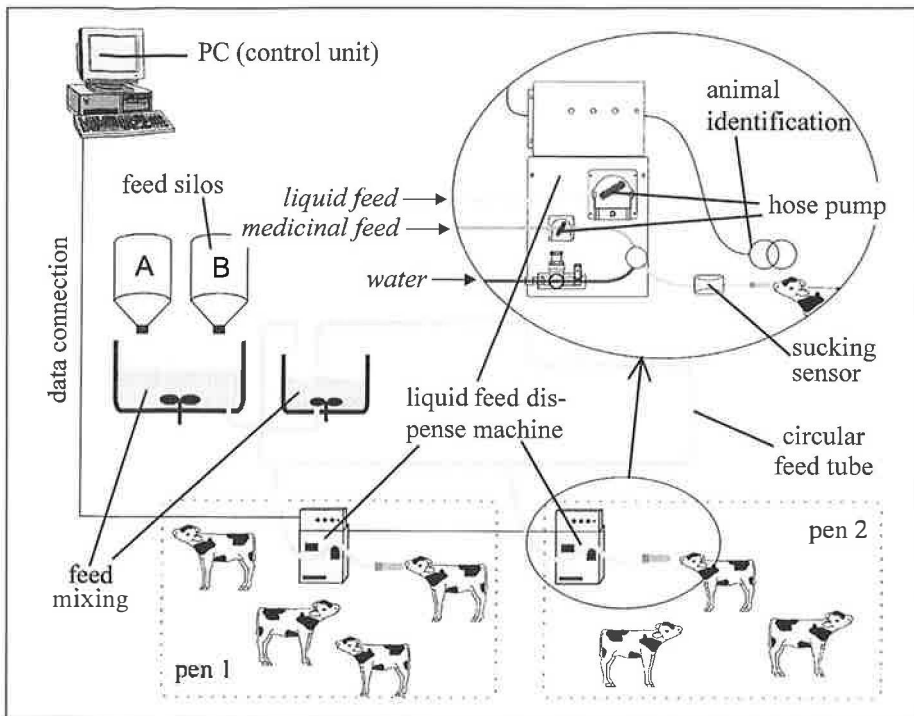 PC (control unit)
animal
identification
feed silos
liquid feed
medicinal feed
hose pump
A
B
water
data connection
sucking
sensor
liquid feed dis-
pense machine
circular
feed tube
pen 2
feed
mixing
pen 1